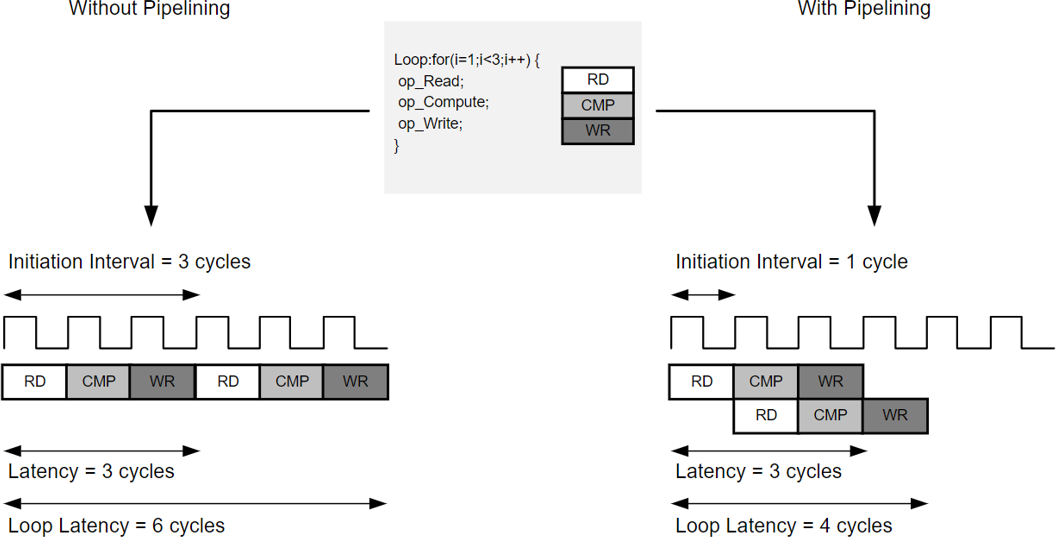 Without Pipelining
With Pipelining
Loop:for(i=1;i<3;i++) {
op_Read;
op_Compute;
op_Write;
}
RD
CMP
WR
Initiation Interval = 3 cycles
RD CMP WR RD CMP WR
Latency = 3 cycles
Loop Latency = 6 cycles
Initiation Interval = 1 cycle
RD CMP WR
RD CMP WR
Latency = 3 cycles
Loop Latency = 4 cycles